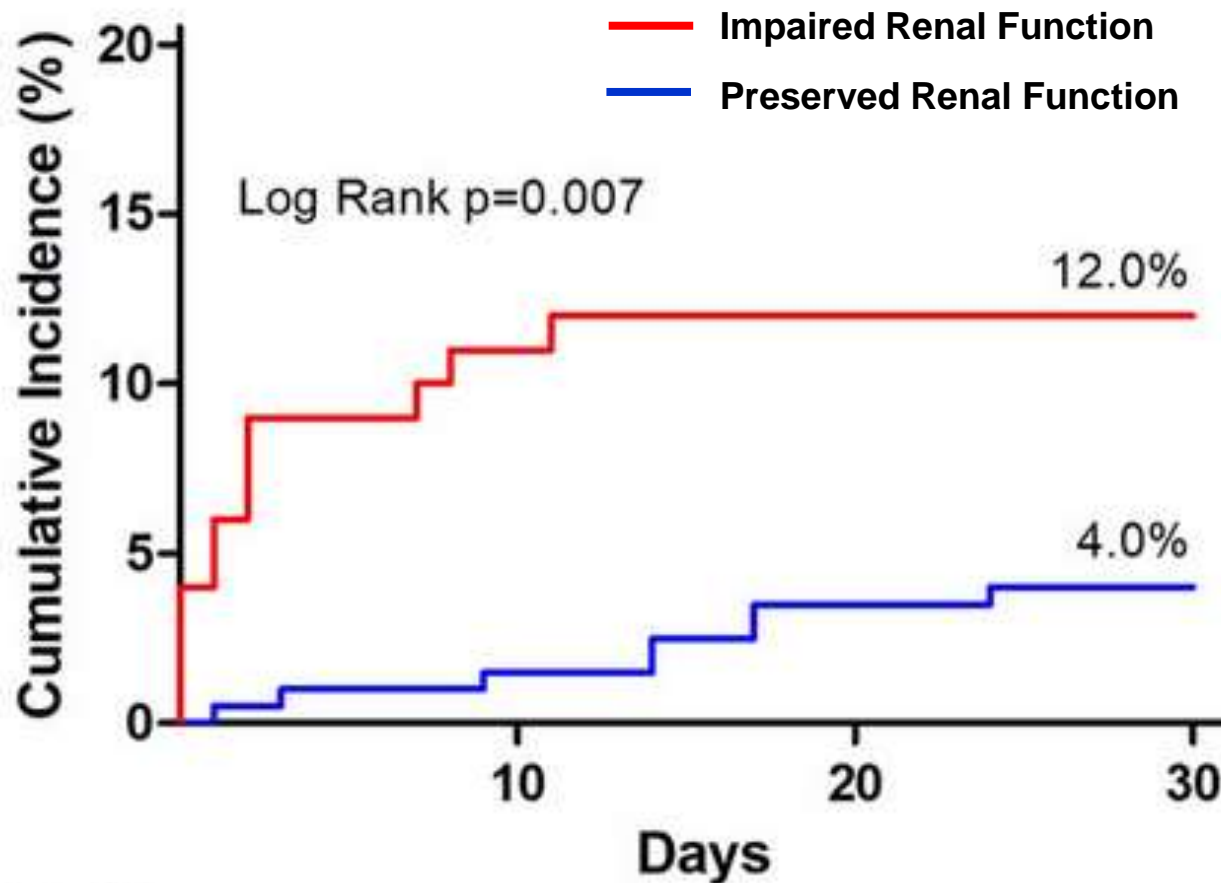 Impaired Renal Function
Preserved Renal Function
Cumulative Incidence (%)
20
15
10
5
0
Log Rank p=0.007
12.0%
4.0%
10
20
30
Days